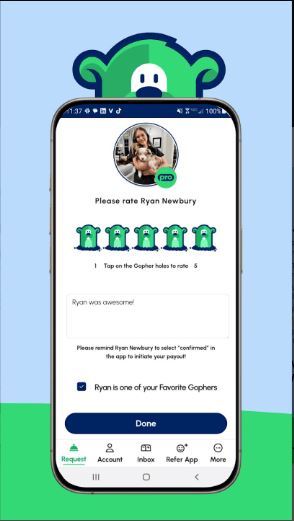 1:37
100%
pro
Please rate Ryan Newbury
1 Tap on the Gopher holes to rate 5
Ryan was awesome!
Please remind Ryan Newbury to select "confirmed" in
the app to initiate your payout!
Ryan is one of your Favorite Gophers
Done
Request Account Inbox Refer App More